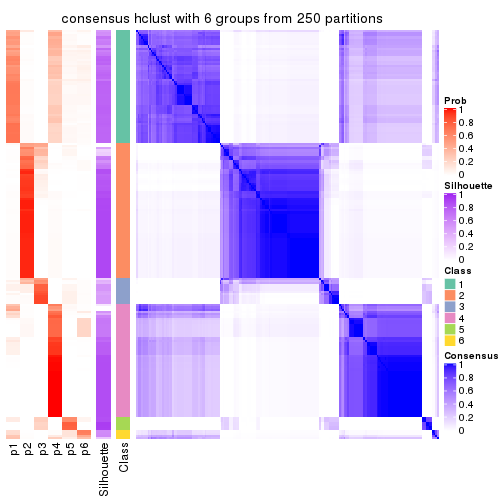 consensus hclust with 6 groups from 250 partitions
Prob
1
0.8
0.6
0.4
0.2
0
Silhouette
1
0.8
0.6
0.4
0.2
0
Class
1
2
3
4
5
6
Consensus
1
0.8
0.6
0.4
0.2
0
p1
p2
p3
p4
p5
p6
Silhouette
Class